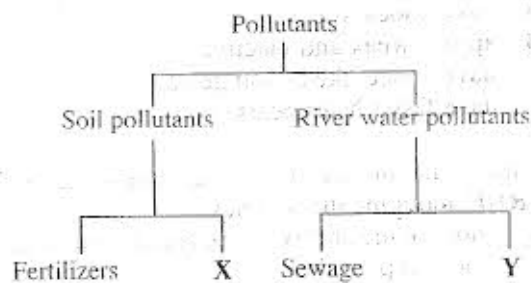 Pollutants
Soil pollutants River water pollutants
Fertilizers X Sewage Y